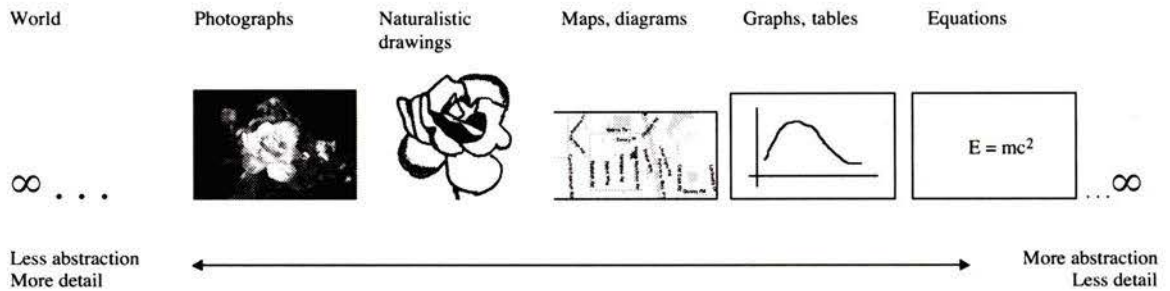 World
Photographs
Naturalistic
drawings
Maps, diagrams
Graphs, tables
Equations
∞ . . .
E = mc²
...∞
Less abstraction
More detail
More abstraction
Less detail